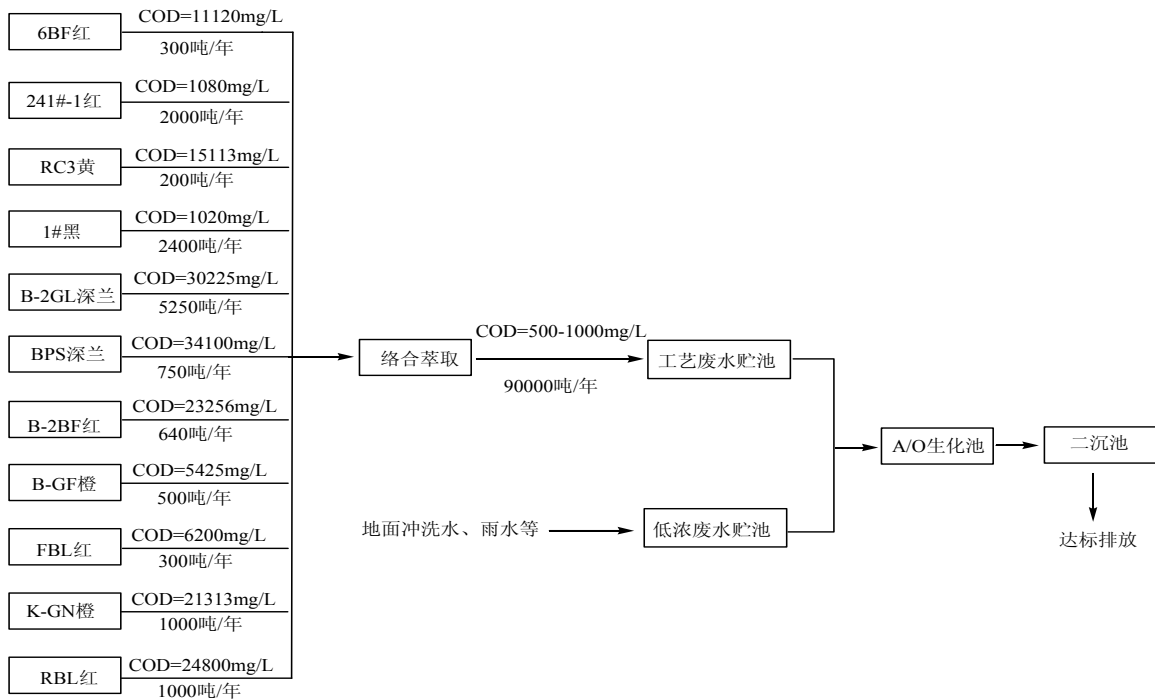 6BF红
COD=11120mg/L
300吨/年
241#-1红
COD=1080mg/L
2000吨/年
RC3黄
COD=15113mg/L
200吨/年
1#黑
COD=1020mg/L
2400吨/年
B-2GL深兰
COD=30225mg/L
5250吨/年
BPS深兰
COD=34100mg/L
750吨/年
B-2BF红
COD=23256mg/L
640吨/年
B-GF橙
COD=5425mg/L
500吨/年
FBL红
COD=6200mg/L
300吨/年
K-GN橙
COD=21313mg/L
1000吨/年
RBL红
COD=24800mg/L
1000吨/年
络合萃取
COD=500-1000mg/L
90000吨/年
工艺废水贮池
地面冲洗水、雨水等
低浓废水贮池
A/O生化池
二沉池
达标排放